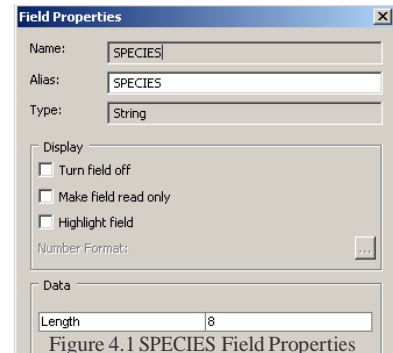 Field Properties
Name: SPECIES
Alias: SPECIES
Type: String
Display
Turn field off
Make field read only
Highlight field
Number Format: ...
Data
Length 8
Figure 4.1 SPECIES Field Properties